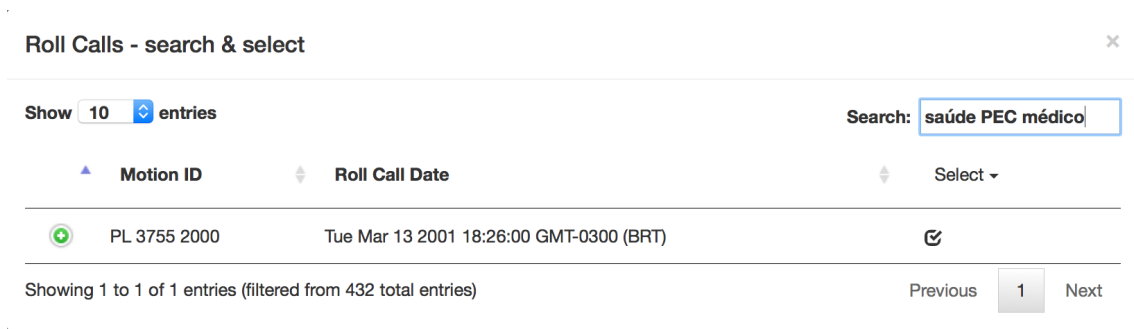 Roll Calls - search & select ×
Show 10 entries Search: saúde PEC médico
Motion ID Roll Call Date Select
PL 3755 2000 Tue Mar 13 2001 18:26:00 GMT-0300 (BRT)
Showing 1 to 1 of 1 entries (filtered from 432 total entries) Previous 1 Next